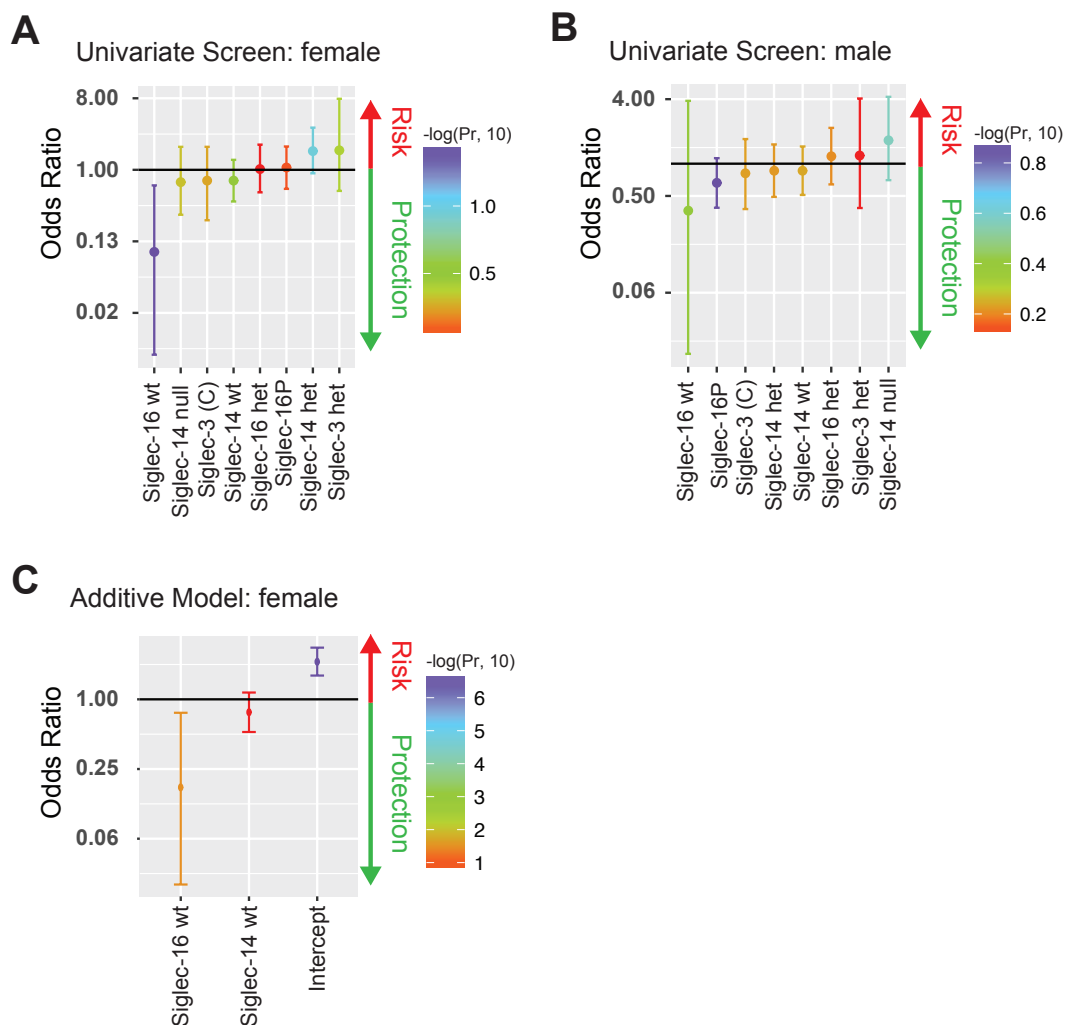 A
Univariate Screen: female
Odds Ratio
8.00
1.00
0.13
0.02
Siglec-16 wt
Siglec-14 null
Siglec-3 (C)
Siglec-14 wt
Siglec-16 het
Siglec-16P
Siglec-14 het
Siglec-3 het
Risk
Protection
-log(Pr, 10)
1.0
0.5
B
Univariate Screen: male
Odds Ratio
4.00
0.50
0.06
Siglec-16 wt
Siglec-16P
Siglec-3 (C)
Siglec-14 het
Siglec-14 wt
Siglec-16 het
Siglec-3 het
Siglec-14 null
Risk
Protection
-log(Pr, 10)
0.8
0.6
0.4
0.2
C
Additive Model: female
Odds Ratio
1.00
0.25
0.06
Siglec-16 wt
Siglec-14 wt
Intercept
Risk
Protection
-log(Pr, 10)
6
5
4
3
2
1